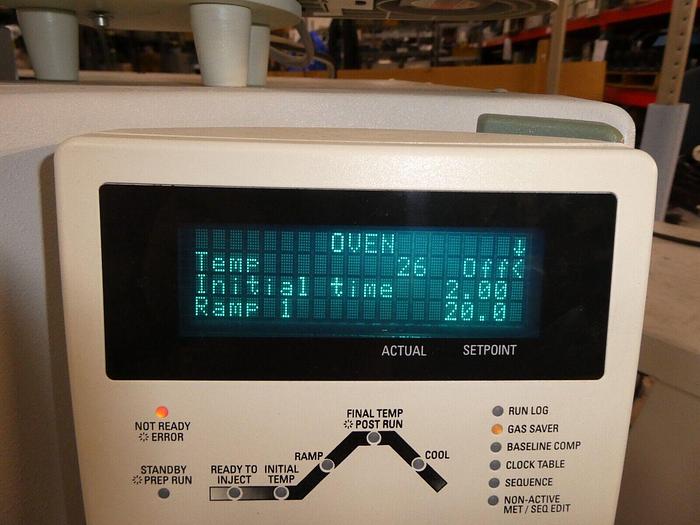 OVEN ↓
Temp 26 Off<
Initial time 2.00
Ramp 1 20.0
ACTUAL SETPOINT
NOT READY
ERROR
STANDBY
PREP RUN
READY TO
INJECT
INITIAL
TEMP
RAMP
FINAL TEMP
POST RUN
COOL
RUN LOG
GAS SAVER
BASELINE COMP
CLOCK TABLE
SEQUENCE
NON-ACTIVE
MET / SEQ EDIT